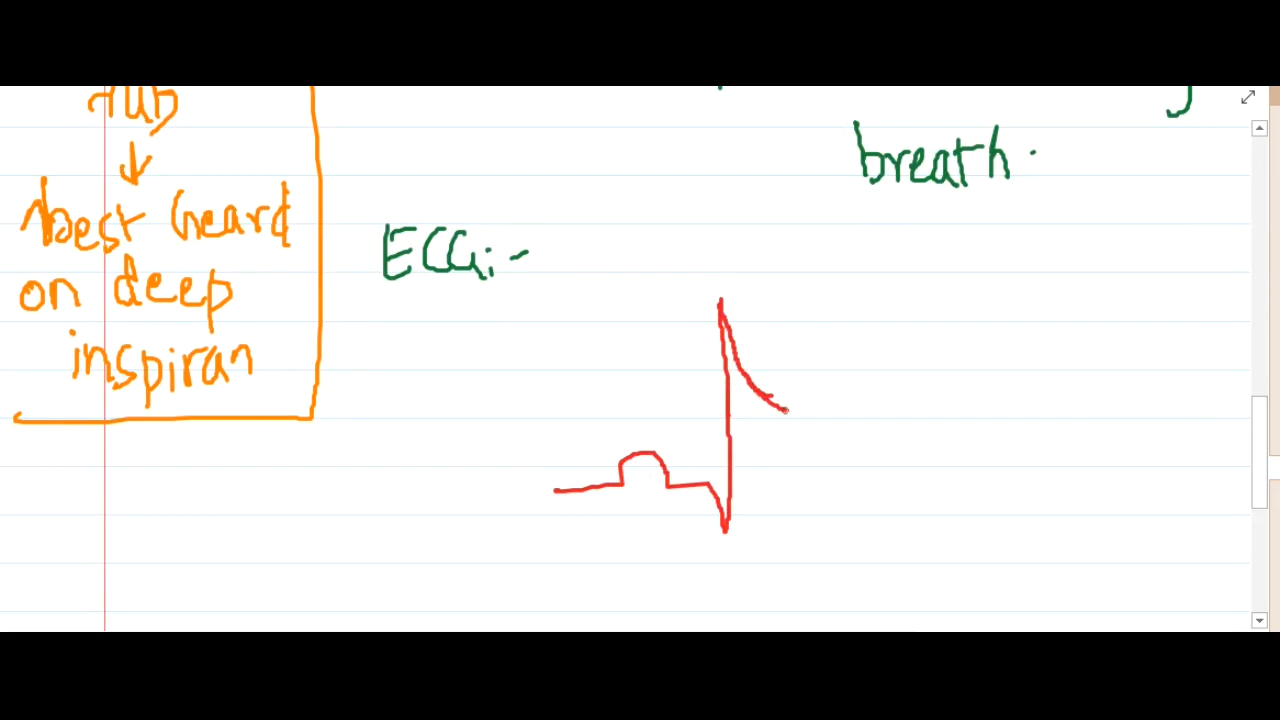 rub
best heard
on deep
inspiran
breath.
ECG:-